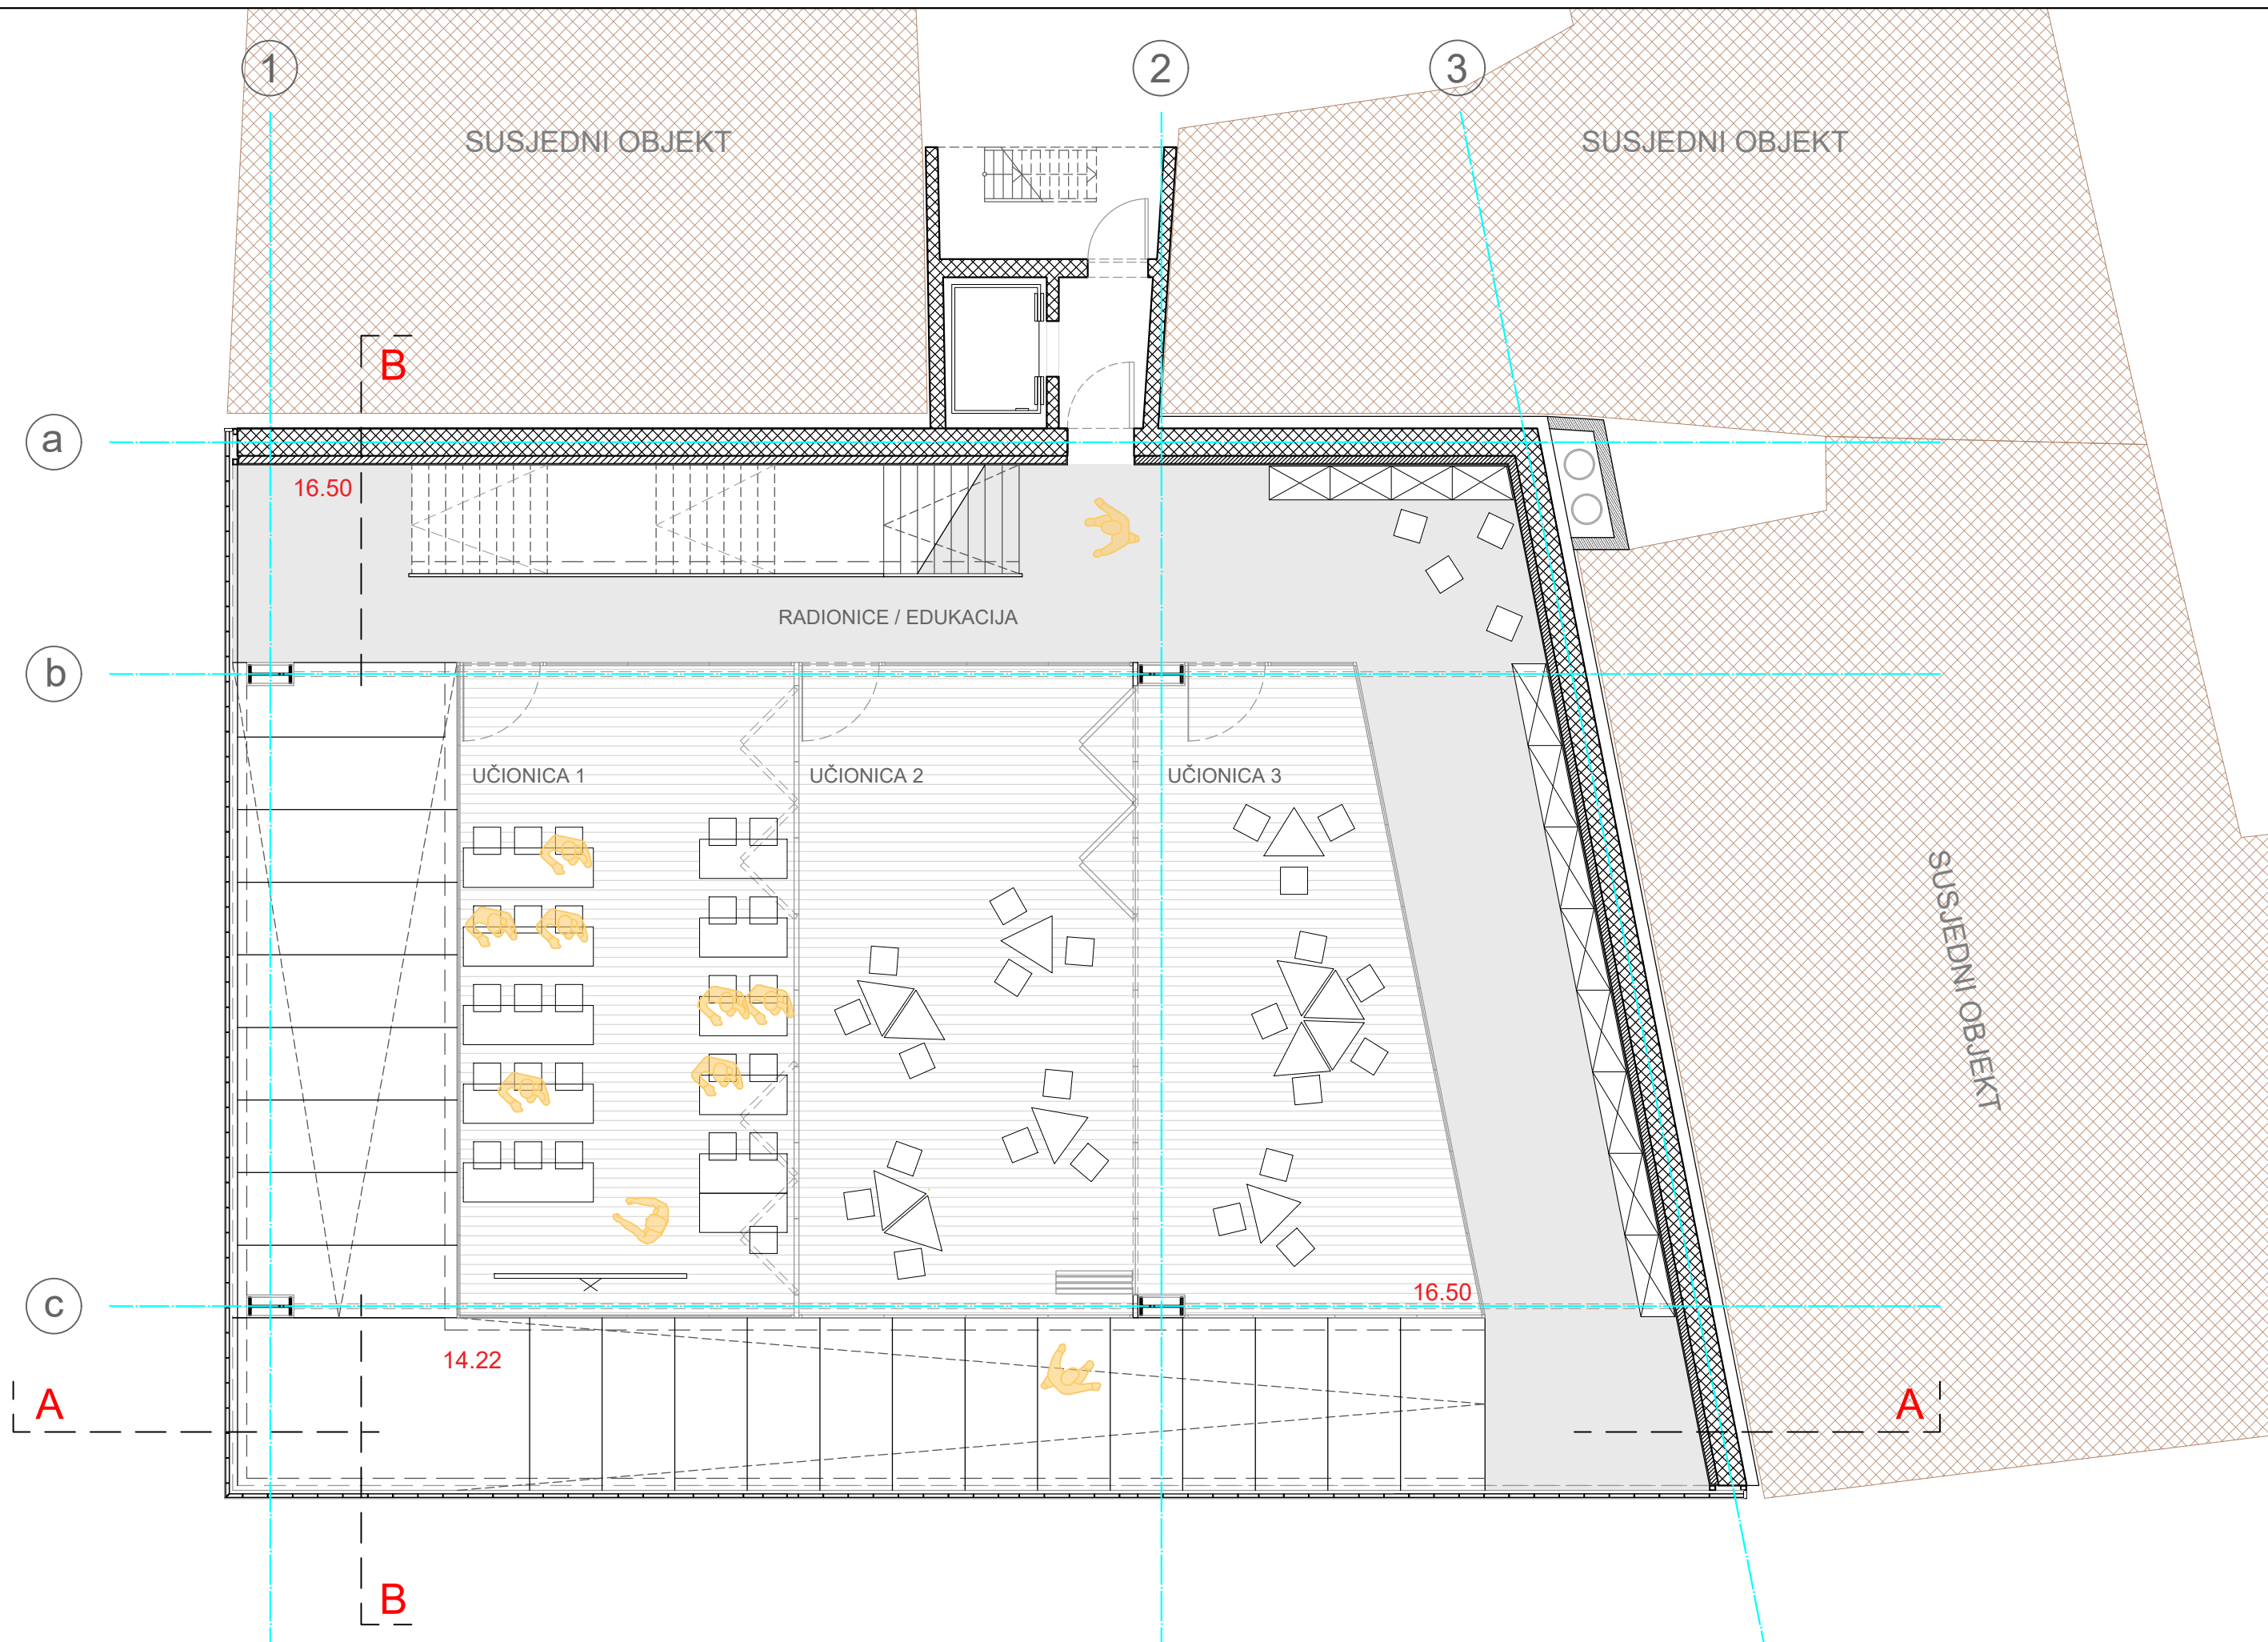 1
2
3
SUSJEDNI OBJEKT
SUSJEDNI OBJEKT
B
a
16.50
RADIONICE / EDUKACIJA
b
UČIONICA 1
UČIONICA 2
UČIONICA 3
SUSJEDNI OBJEKT
16.50
c
14.22
A
A
B